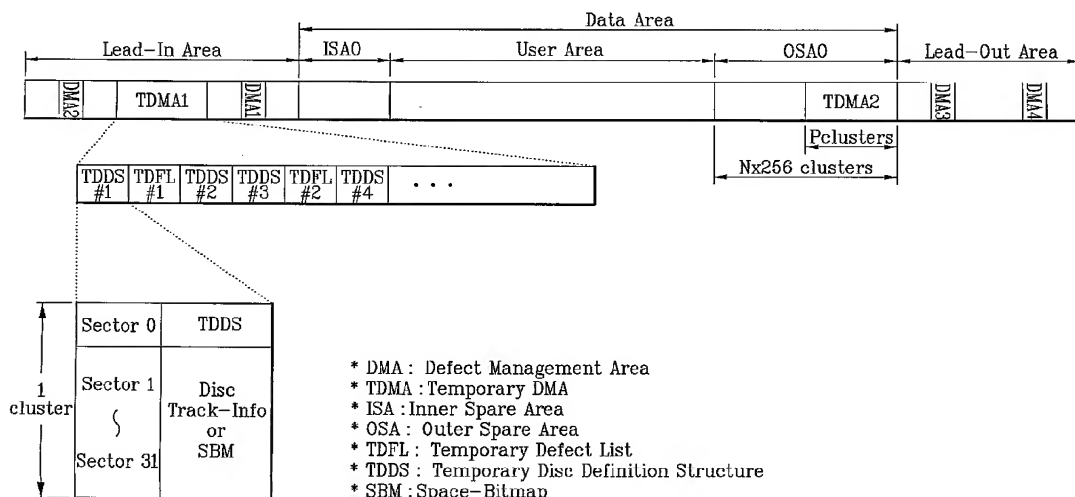 Data Area
Lead-In Area ISA0 User Area OSA0 Lead-Out Area
DMA2 TDMA1 DMA1 TDMA2 DMA3 DMA4
Pclusters
Nx256 clusters
TDDS #1 TDFL #1 TDDS #2 TDDS #3 TDFL #2 TDDS #4 ...
Sector 0 TDDS
1 cluster
Sector 1
Sector 31
Disc
Track-Info
or
SBM
* DMA : Defect Management Area
* TDMA : Temporary DMA
* ISA : Inner Spare Area
* OSA : Outer Spare Area
* TDFL : Temporary Defect List
* TDDS : Temporary Disc Definition Structure
* SBM : Space-Bitmap